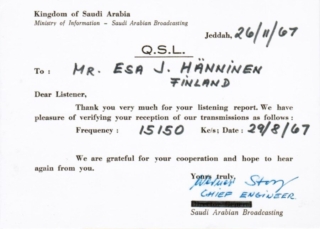 Kingdom of Saudi Arabia
Ministry of Information – Saudi Arabian Broadcasting
Jeddah, 26/11/67
Q.S.L.
To : MR. ESA J. HÄNNINEN
FINLAND
Dear Listener,
Thank you very much for your listening report. We have
pleasure of verifying your reception of our transmissions as follows :
Frequency : 15150 Kc/s; Date : 29/8/67
We are grateful for your cooperation and hope to hear
again from you.
Yours truly,
CHIEF ENGINEER
Saudi Arabian Broadcasting